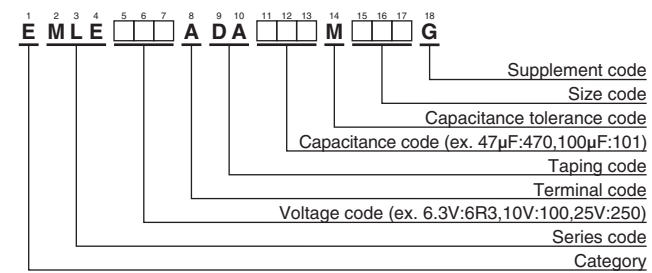 1 2 3 4 5 6 7 8 9 10 11 12 13 14 15 16 17 18
E M L E A D A M G
Supplement code
Size code
Capacitance tolerance code
Capacitance code (ex. 47µF:470,100µF:101)
Taping code
Terminal code
Voltage code (ex. 6.3V:6R3,10V:100,25V:250)
Series code
Category